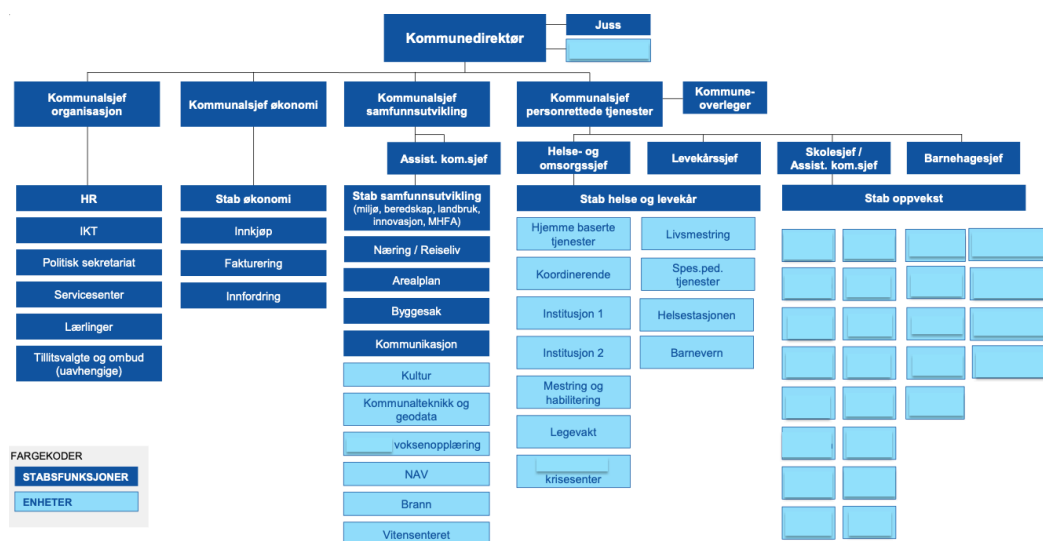 Kommunedirektør
Juss
Kommunalsjef
organisasjon
Kommunalsjef økonomi
Kommunalsjef
samfunnsutvikling
Kommunalsjef
personrettede tjenester
Kommune-
overleger
Assist. kom.sjef
Helse- og
omsorgssjef
Levekårssjef
Skolesjef /
Assist. kom.sjef
Barnehagesjef
HR
IKT
Politisk sekretariat
Servicesenter
Lærlinger
Tillitsvalgte og ombud
(uavhengige)
Stab økonomi
Innkjøp
Fakturering
Innfordring
Stab samfunnsutvikling
(miljø, beredskap, landbruk,
innovasjon, MHFA)
Næring / Reiseliv
Arealplan
Byggesak
Kommunikasjon
Kultur
Kommunalteknikk og
geodata
voksenopplæring
NAV
Brann
Vitensenteret
Stab helse og levekår
Hjemme baserte
tjenester
Koordinerende
Institusjon 1
Institusjon 2
Mestring og
habilitering
Legevakt
krisesenter
Livsmestring
Spes.ped.
tjenester
Helsestasjonen
Barnevern
Stab oppvekst
FARGEKODER
STABSFUNKSJONER
ENHETER